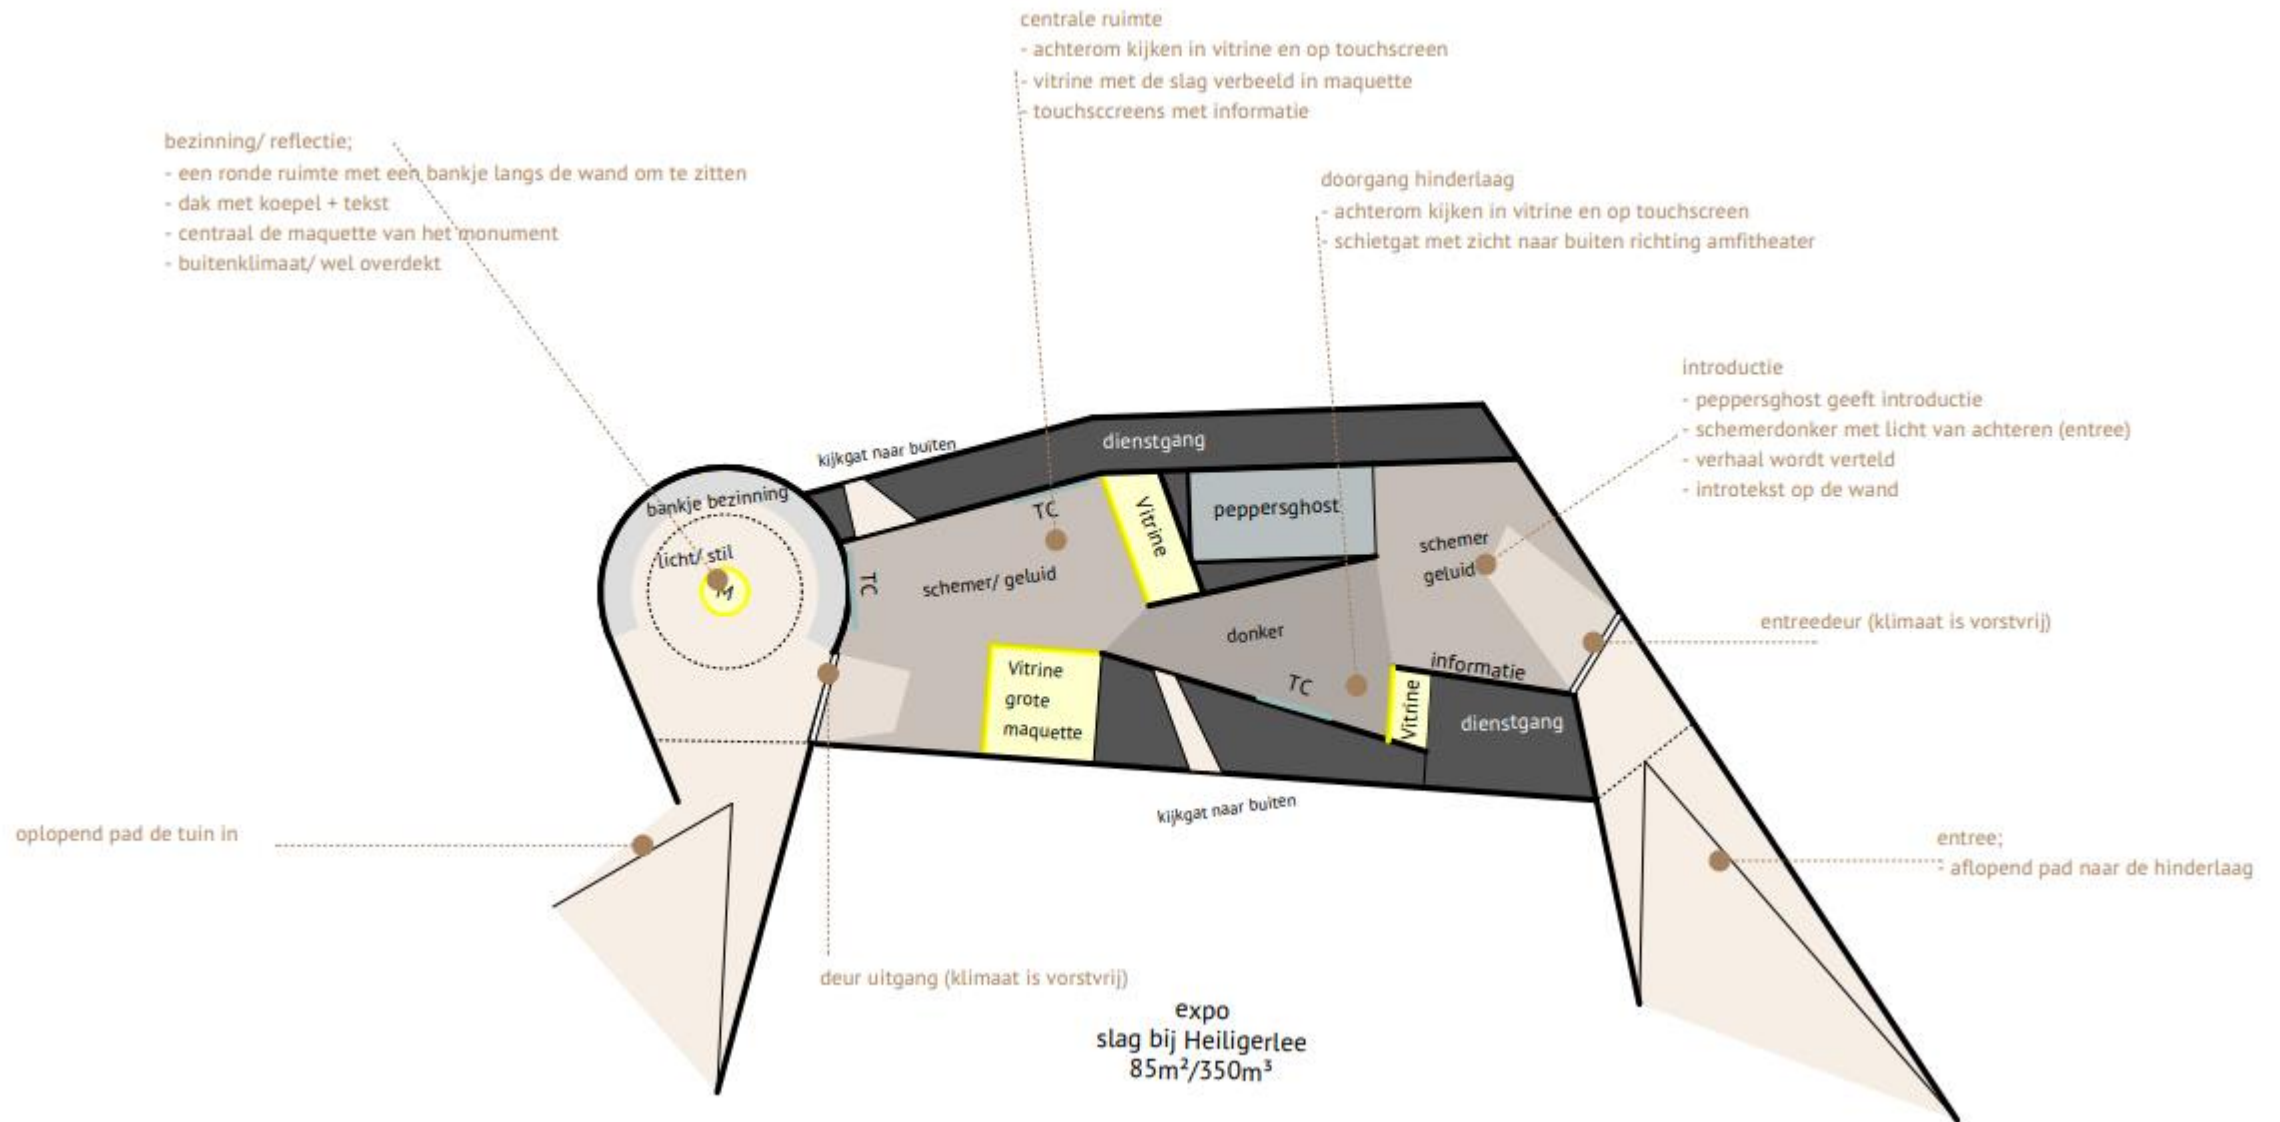 centrale ruimte
- achterom kijken in vitrine en op touchscreen
- vitrine met de slag verbeeld in maquette
- touchsccreens met informatie
bezinning/ reflectie;
- een ronde ruimte met een bankje langs de wand om te zitten
- dak met koepel + tekst
- centraal de maquette van het monument
- buitenklimaat/ wel overdekt
doorgang hinderlaag
- achterom kijken in vitrine en op touchscreen
- schietgat met zicht naar buiten richting amfitheater
introductie
- peppersghost geeft introductie
- schemerdonker met licht van achteren (entree)
- verhaal wordt verteld
- introtekst op de wand
kijkgat naar buiten
dienstgang
bankje bezinning
licht/ stil
M
TC
TC
schemer/ geluid
Vitrine
peppersghost
schemer
geluid
donker
TC
informatie
Vitrine
dienstgang
Vitrine
grote
maquette
kijkgat naar buiten
entreedeur (klimaat is vorstvrij)
oplopend pad de tuin in
entree;
- aflopend pad naar de hinderlaag
deur uitgang (klimaat is vorstvrij)
expo
slag bij Heiligerlee
85m²/350m³